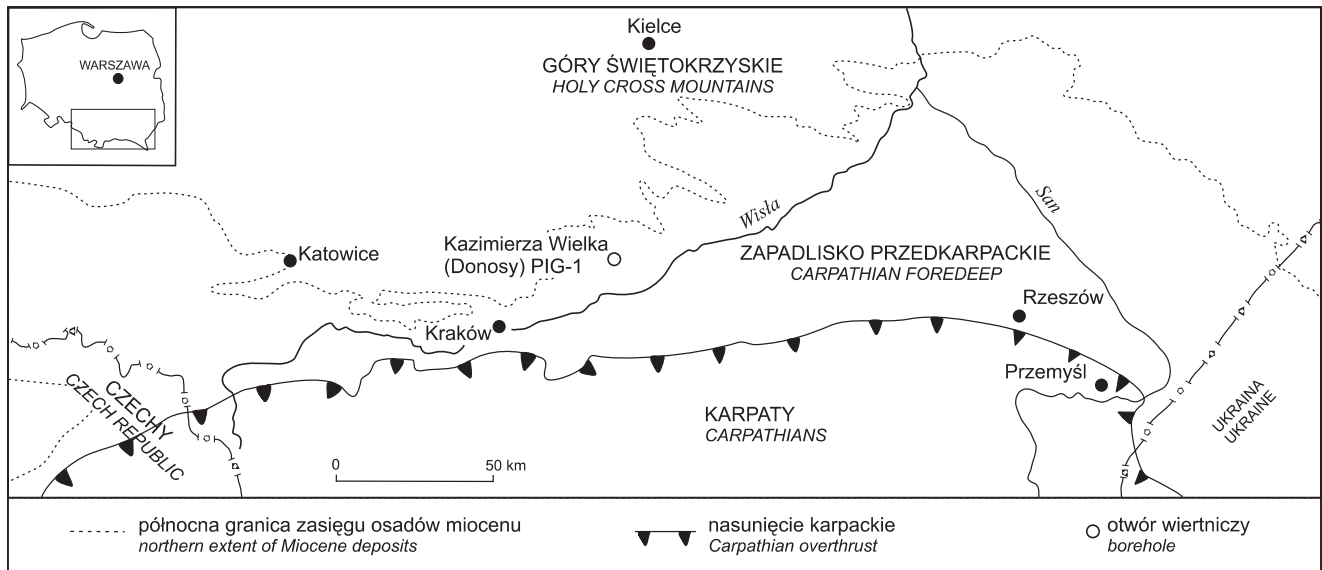 WARSZAWA
Kielce
GÓRY ŚWIĘTOKRZYSKIE
HOLY CROSS MOUNTAINS
Wisła
San
Katowice
Kazimierza Wielka
(Donosy) PIG-1
ZAPADLISKO PRZEDKARPACKIE
CARPATHIAN FOREDEEP
Rzeszów
Kraków
Przemyśl
CZECHY
CZECH REPUBLIC
KARPATY
CARPATHIANS
UKRAINA
UKRAINE
0 50 km
północna granica zasięgu osadów miocenu
northern extent of Miocene deposits
nasunięcie karpackie
Carpathian overthrust
otwór wiertniczy
borehole